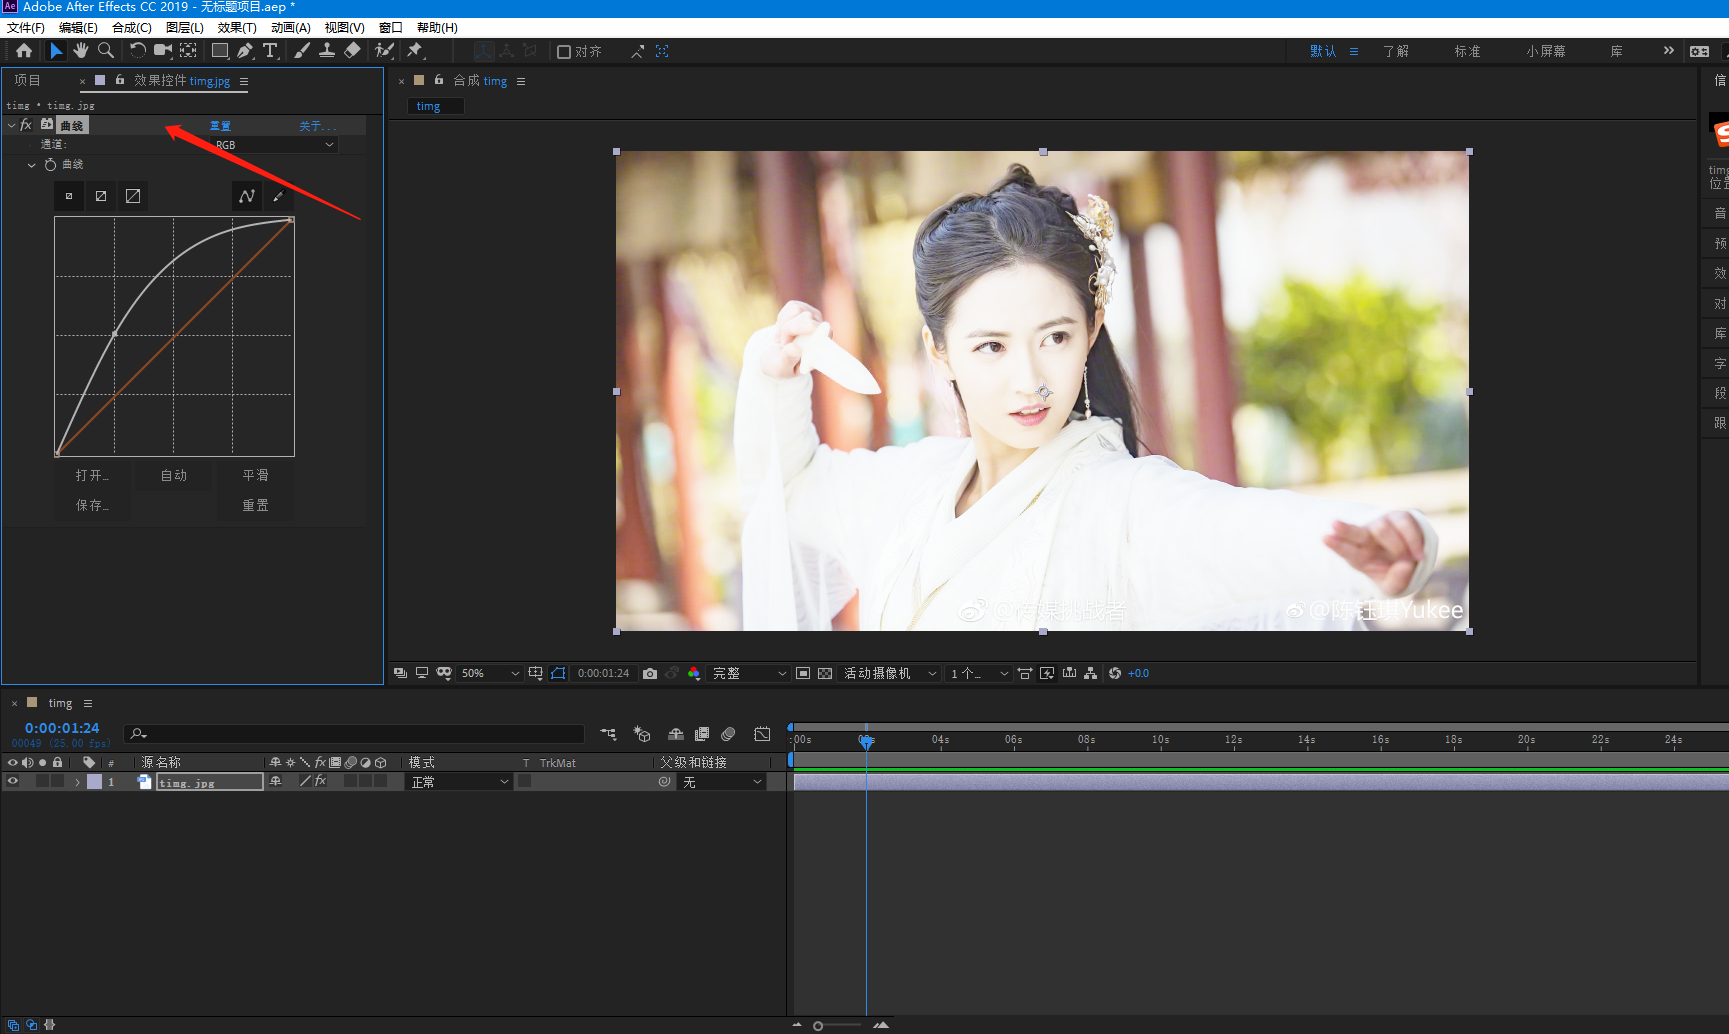 Ae Adobe After Effects CC 2019 - 无标题项目.aep *
文件(F) 编辑(E) 合成(C) 图层(L) 效果(T) 动画(A) 视图(V) 窗口 帮助(H)
对齐 默认 了解 标准 小屏幕 库 »
项目 × 效果控件 timg.jpg × 合成 timg 信
timg • timg.jpg timg
fx 曲线 重置 关于...
通道: RGB
曲线
timg
位置
音
预
效
对
库
字
段
跟
打开... 自动 平滑
保存... 重置
@陈钰琪Yukee
50% 0:00:01:24 完整 活动摄像机 1个... +0.0
× timg
0:00:01:24
00049 (25.00 fps)
:00s 04s 06s 08s 10s 12s 14s 16s 18s 20s 22s 24s
# 源名称 fx 模式 T TrkMat 父级和链接
1 timg.jpg fx 正常 无